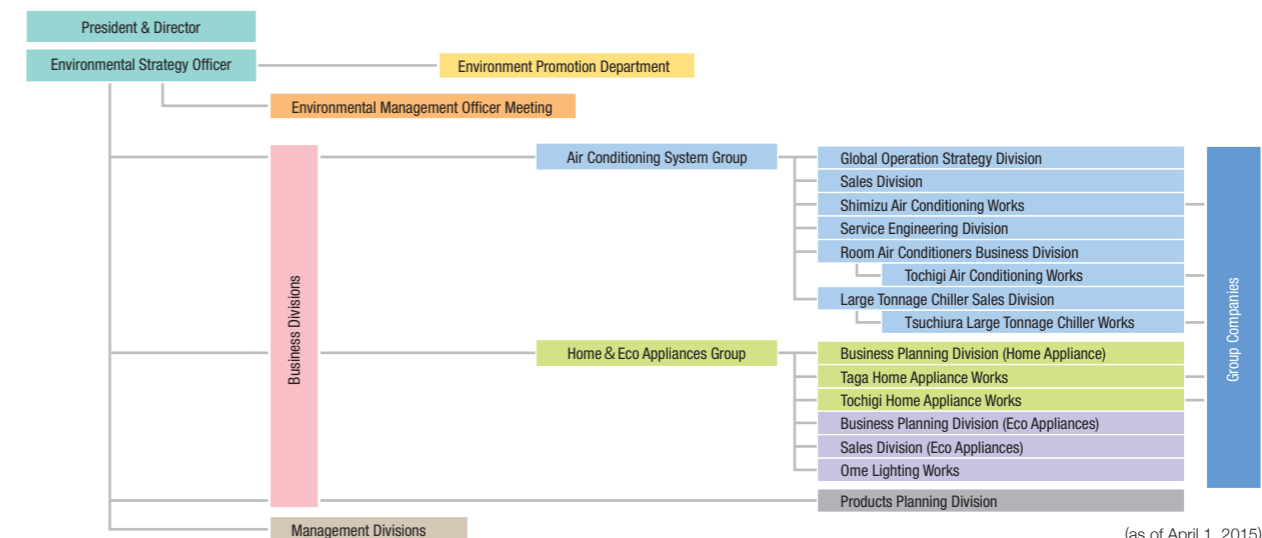 President & Director
Environmental Strategy Officer
Environment Promotion Department
Environmental Management Officer Meeting
Business Divisions
Air Conditioning System Group
Global Operation Strategy Division
Sales Division
Shimizu Air Conditioning Works
Service Engineering Division
Room Air Conditioners Business Division
Tochigi Air Conditioning Works
Large Tonnage Chiller Sales Division
Tsuchiura Large Tonnage Chiller Works
Home & Eco Appliances Group
Business Planning Division (Home Appliance)
Taga Home Appliance Works
Tochigi Home Appliance Works
Business Planning Division (Eco Appliances)
Sales Division (Eco Appliances)
Ome Lighting Works
Group Companies
Products Planning Division
Management Divisions
(as of April 1, 2015)